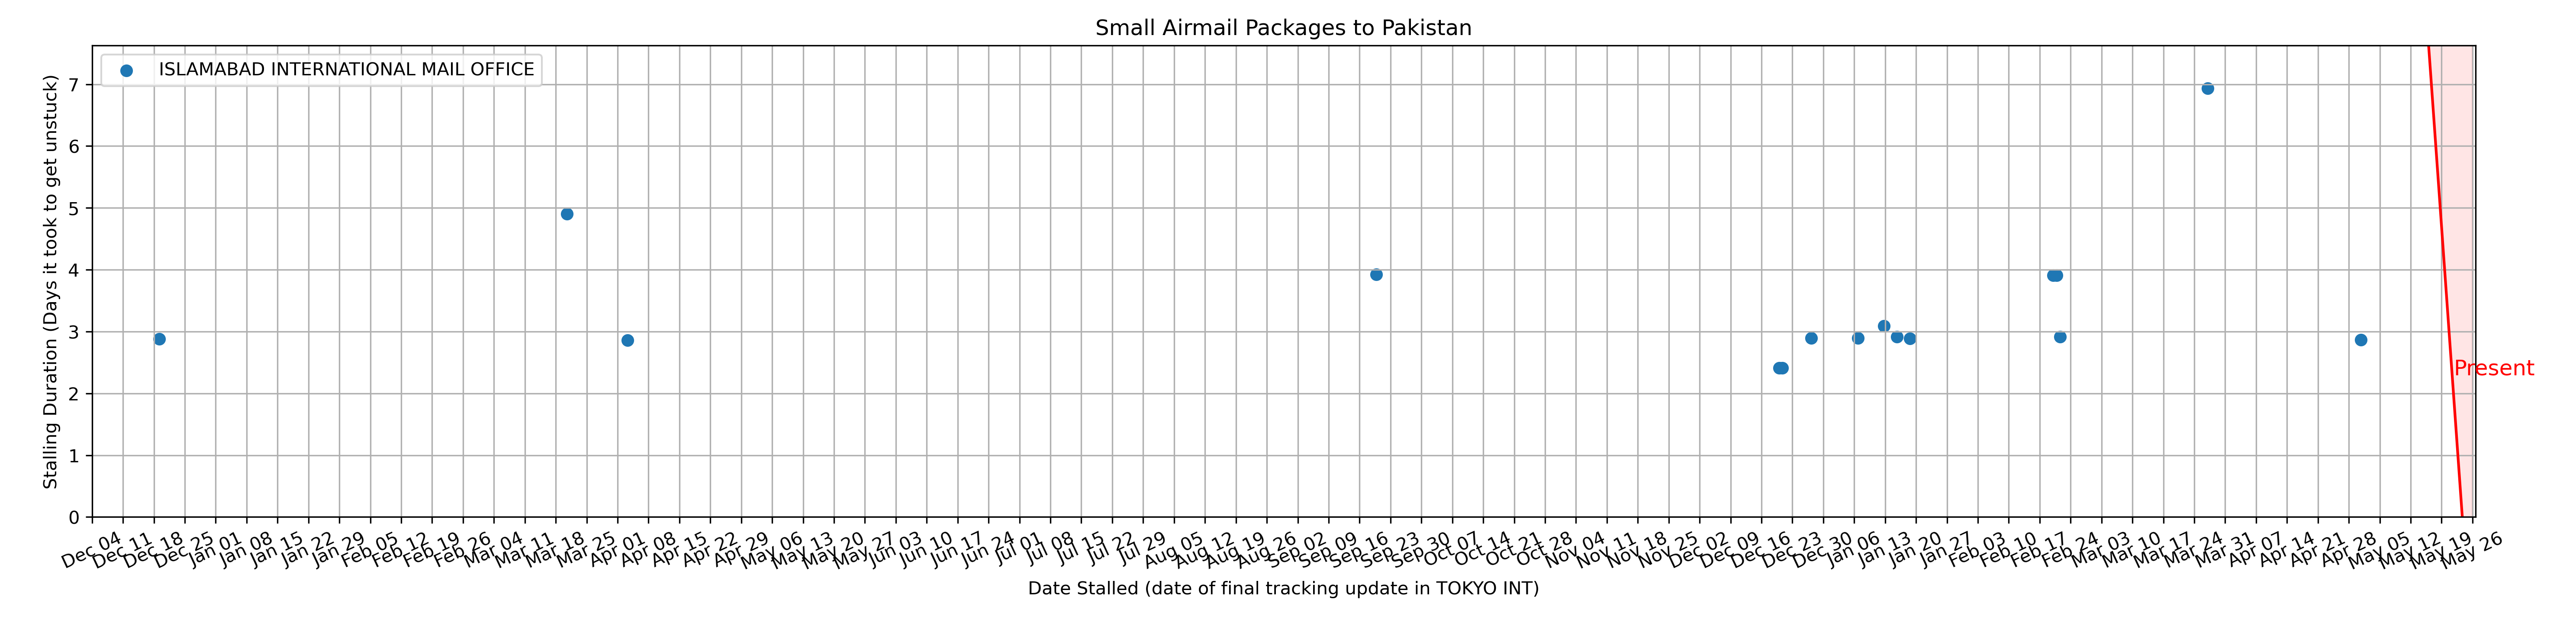 Small Airmail Packages to Pakistan
ISLAMABAD INTERNATIONAL MAIL OFFICE
Stalling Duration (Days it took to get unstuck)
7
6
5
4
3
2
1
0
Present
Dec 04
Dec 11
Dec 18
Dec 25
Jan 01
Jan 08
Jan 15
Jan 22
Jan 29
Feb 05
Feb 12
Feb 19
Feb 26
Mar 04
Mar 11
Mar 18
Mar 25
Apr 01
Apr 08
Apr 15
Apr 22
Apr 29
May 06
May 13
May 20
May 27
Jun 03
Jun 10
Jun 17
Jun 24
Jul 01
Jul 08
Jul 15
Jul 22
Jul 29
Aug 05
Aug 12
Aug 19
Aug 26
Sep 02
Sep 09
Sep 16
Sep 23
Sep 30
Oct 07
Oct 14
Oct 21
Oct 28
Nov 04
Nov 11
Nov 18
Nov 25
Dec 02
Dec 09
Dec 16
Dec 23
Dec 30
Jan 06
Jan 13
Jan 20
Jan 27
Feb 03
Feb 10
Feb 17
Feb 24
Mar 03
Mar 10
Mar 17
Mar 24
Mar 31
Apr 07
Apr 14
Apr 21
Apr 28
May 05
May 12
May 19
May 26
Date Stalled (date of final tracking update in TOKYO INT)